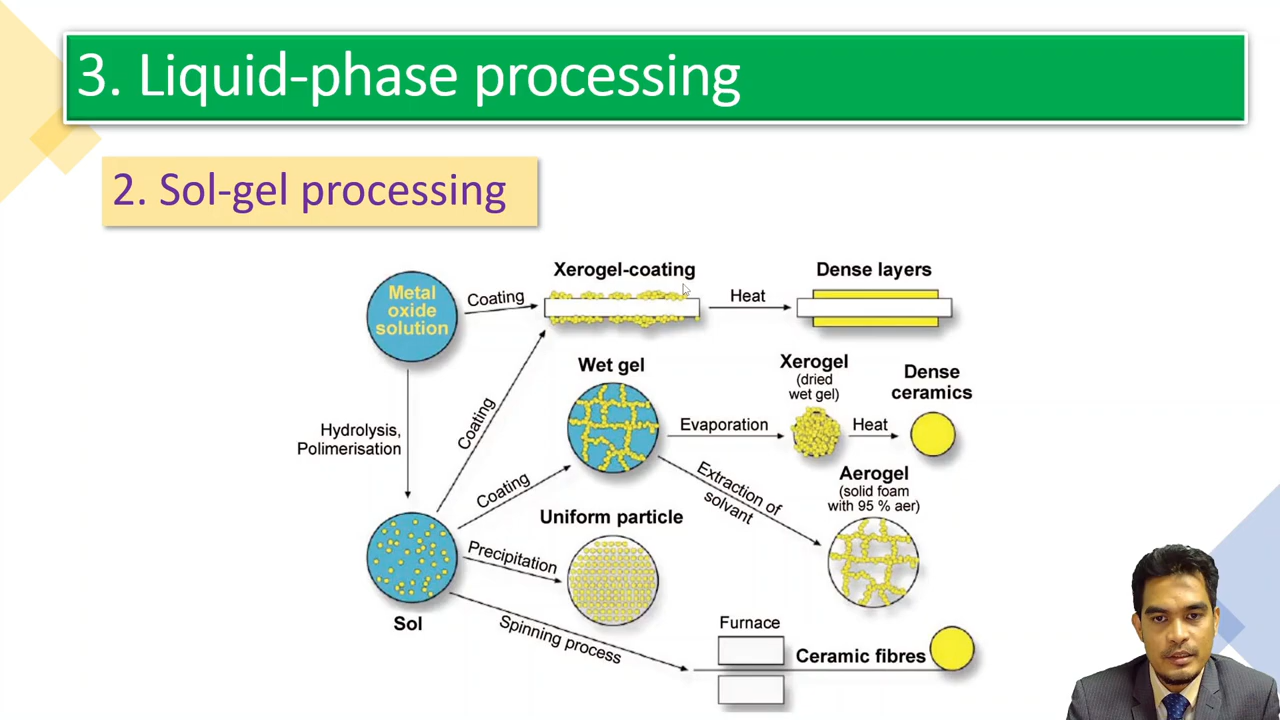 3. Liquid-phase processing
2. Sol-gel processing
Xerogel-coating
Dense layers
Metal
oxide
solution
Coating
Heat
Wet gel
Xerogel
(dried
wet gel)
Dense
ceramics
Hydrolysis,
Polimerisation
Coating
Evaporation
Heat
Coating
Extraction of
solvant
Aerogel
(solid foam
with 95 % aer)
Uniform particle
Precipitation
Sol
Spinning process
Furnace
Ceramic fibres